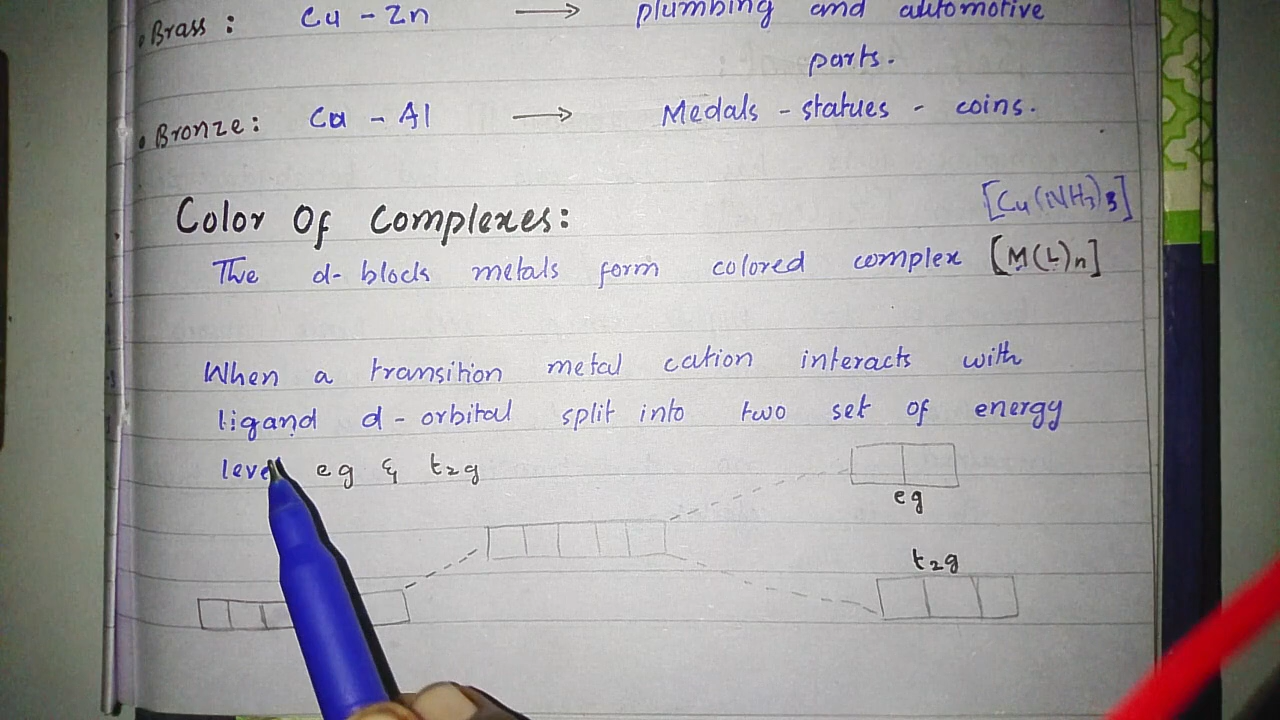 • Brass : Cu - Zn → plumbing and automotive
parts.
• Bronze : Cu - Al → Medals - statues - coins.
Color Of Complexes:
[Cu(NH3)3]
The d-block metals form colored complex [M(L)n]
When a transition metal cation interacts with
ligand d-orbital split into two set of energy
level eg & t2g
eg
t2g